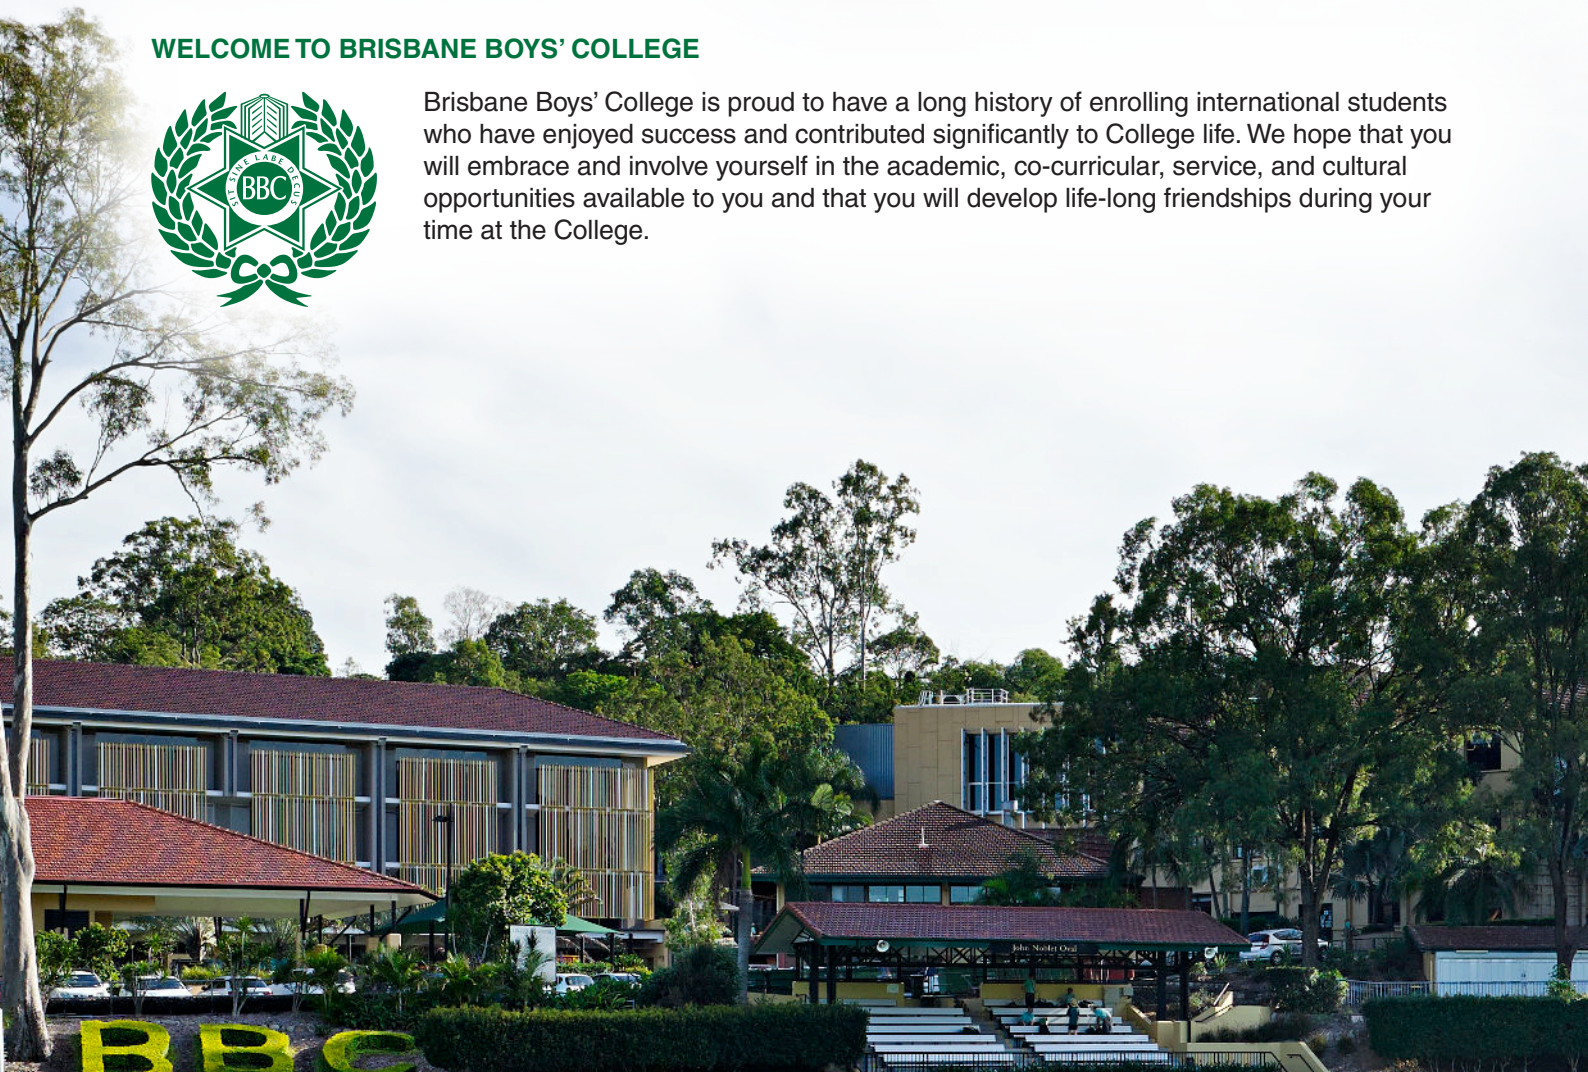 WELCOME TO BRISBANE BOYS’ COLLEGE
SIT SINE LABE DECUS
BBC
Brisbane Boys’ College is proud to have a long history of enrolling international students
who have enjoyed success and contributed significantly to College life. We hope that you
will embrace and involve yourself in the academic, co-curricular, service, and cultural
opportunities available to you and that you will develop life-long friendships during your
time at the College.
John Noblet Oval
BBC